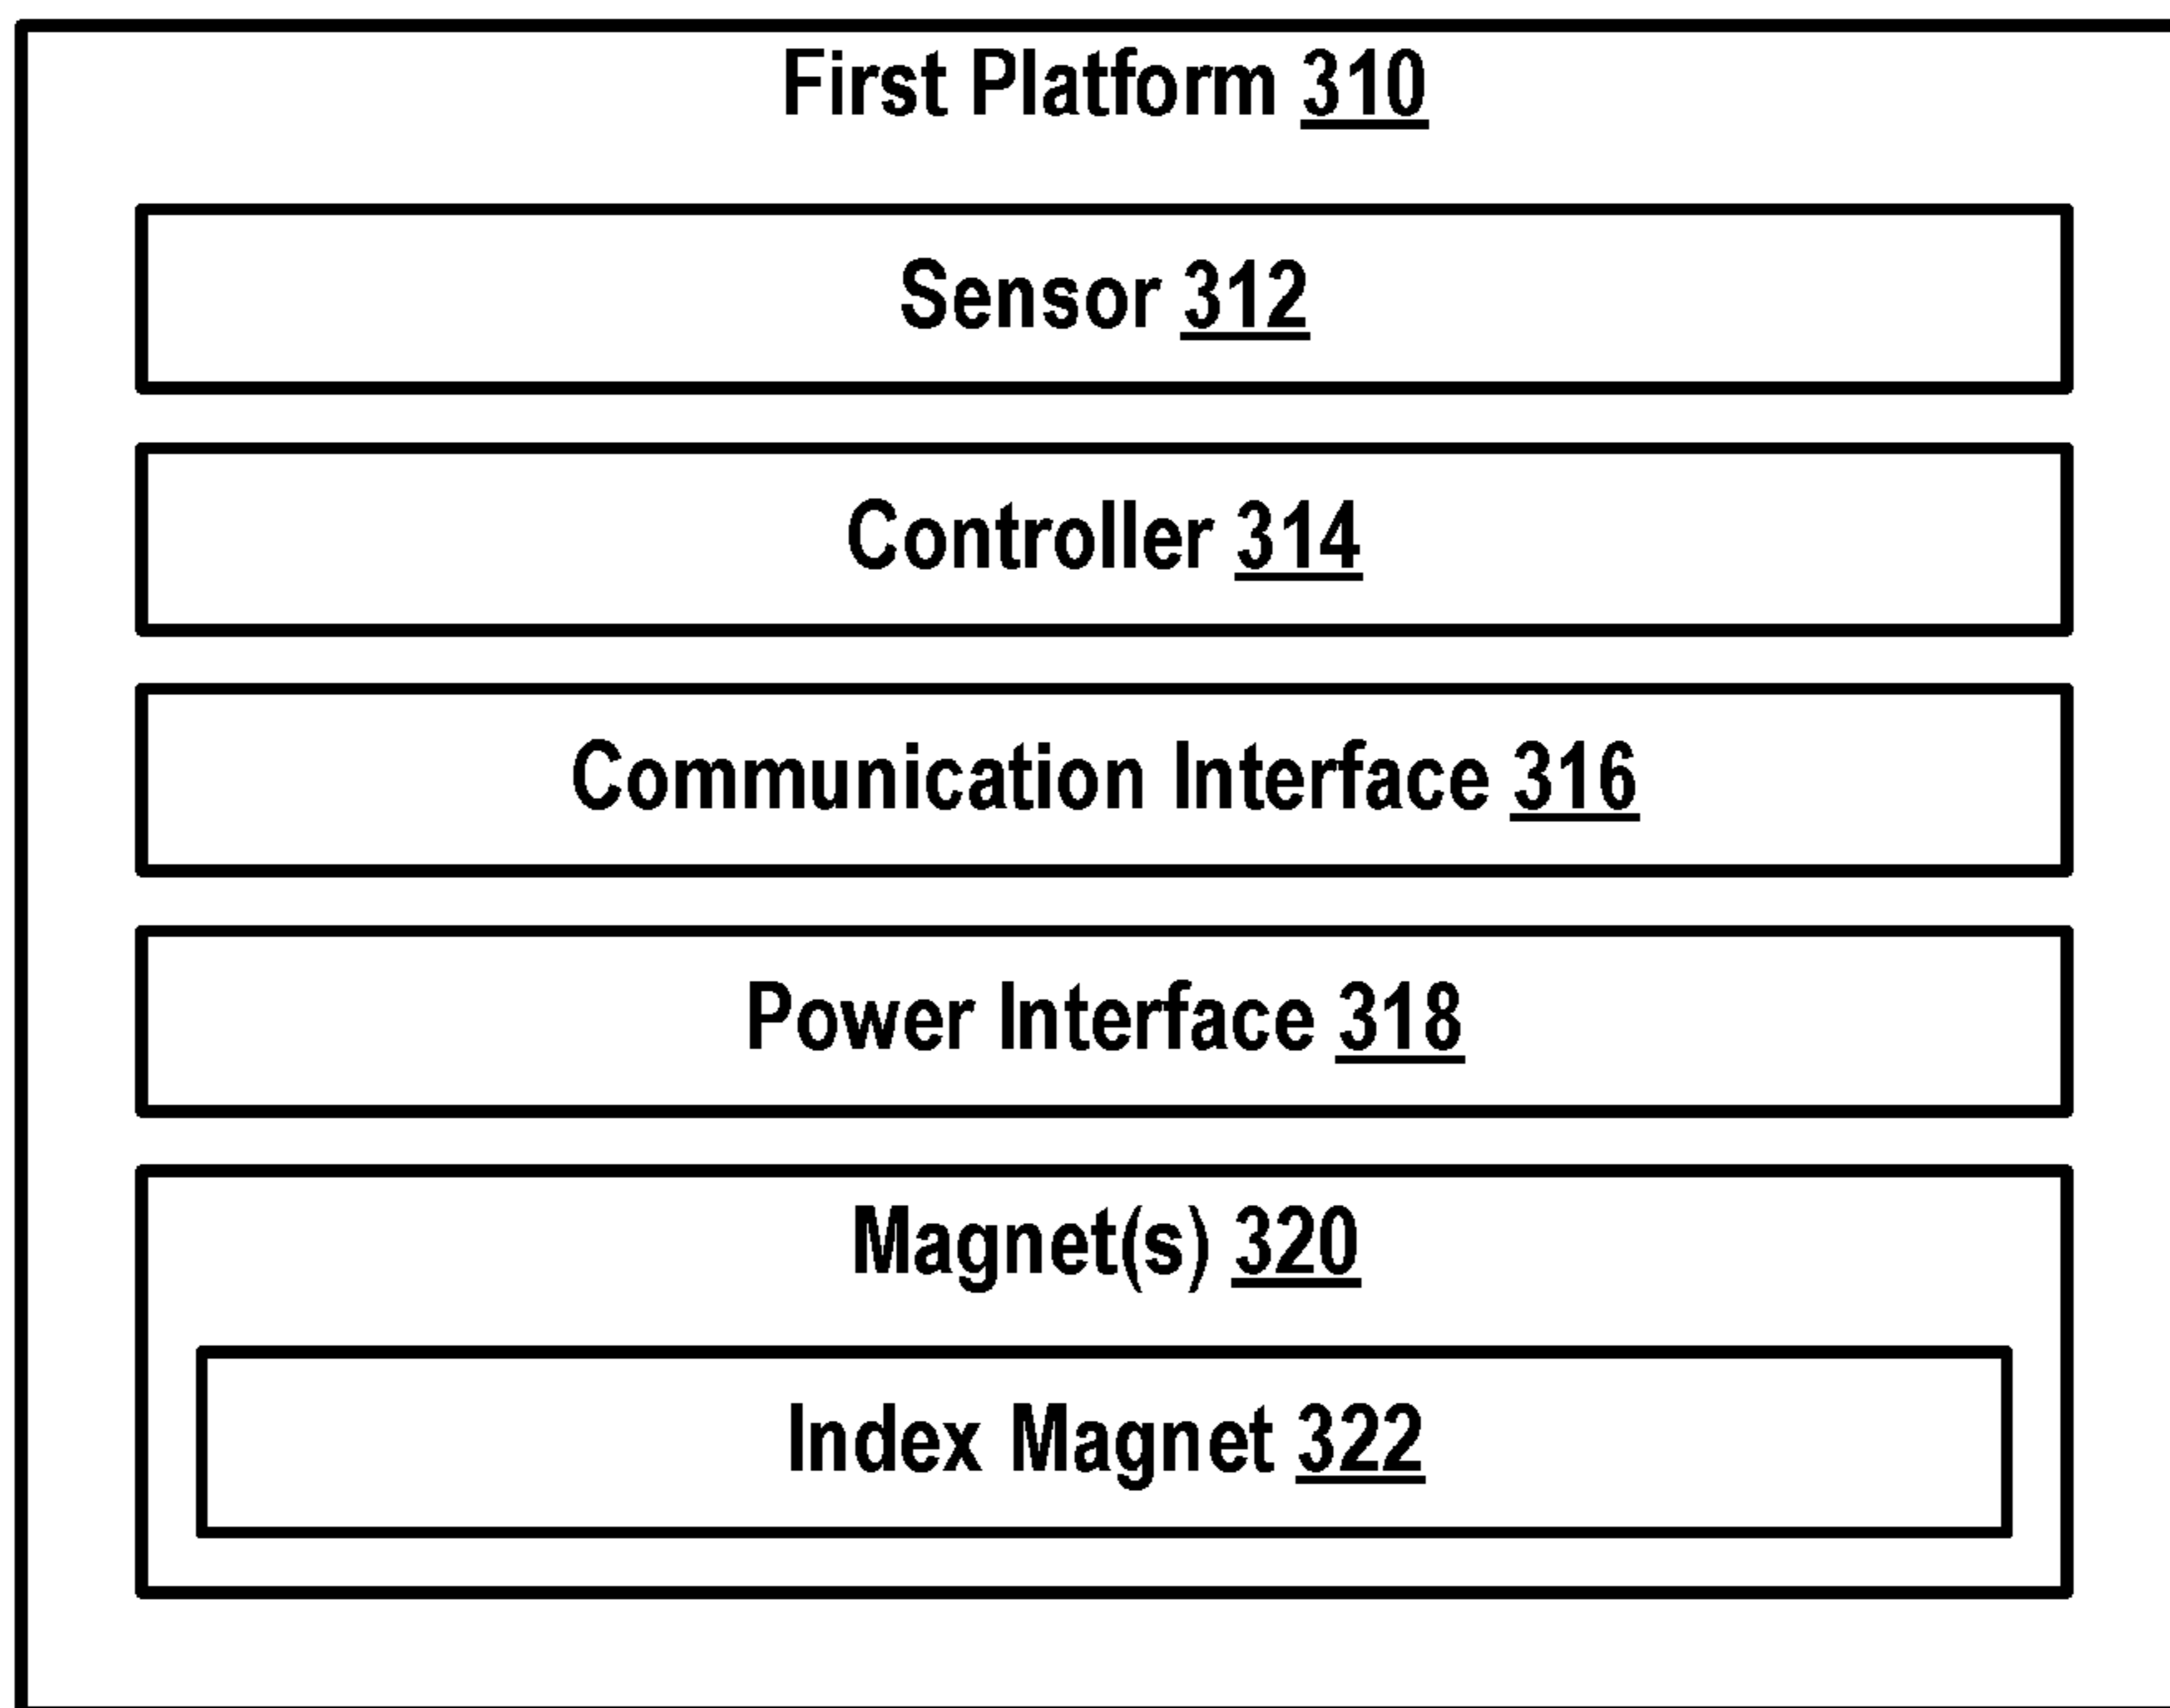 First Platform 310
Sensor 312
Controller 314
Communication Interface 316
Power Interface 318
Magnet(s) 320
Index Magnet 322